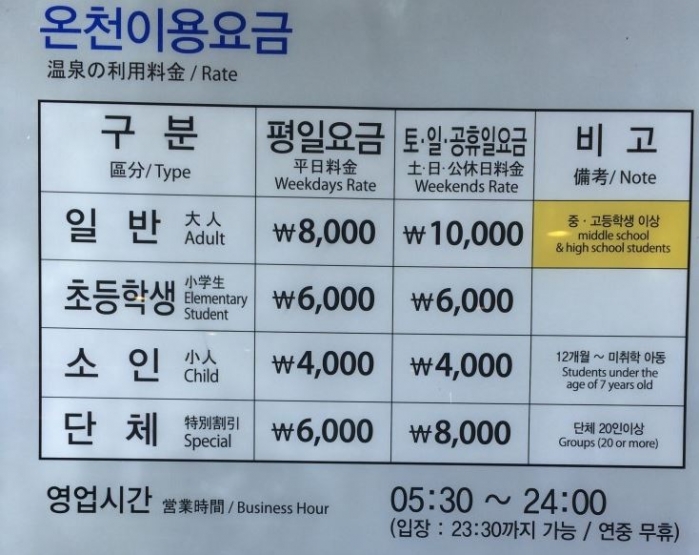 온천이용요금
温泉の利用料金 / Rate
구 분
區分/ Type
평일요금
平日料金
Weekdays Rate
토·일·공휴일요금
土·日·公休日料金
Weekends Rate
비 고
備考/ Note
일 반
大人
Adult
₩8,000
₩10,000
중·고등학생 이상
middle school
& high school students
초등학생
小学生
Elementary
Student
₩6,000
₩6,000
소 인
小人
Child
₩4,000
₩4,000
12개월 ~ 미취학 아동
Students under the
age of 7 years old
단 체
特別割引
Special
₩6,000
₩8,000
단체 20인이상
Groups (20 or more)
영업시간 営業時間 / Business Hour 05:30 ~ 24:00
(입장 : 23:30까지 가능 / 연중 무휴)